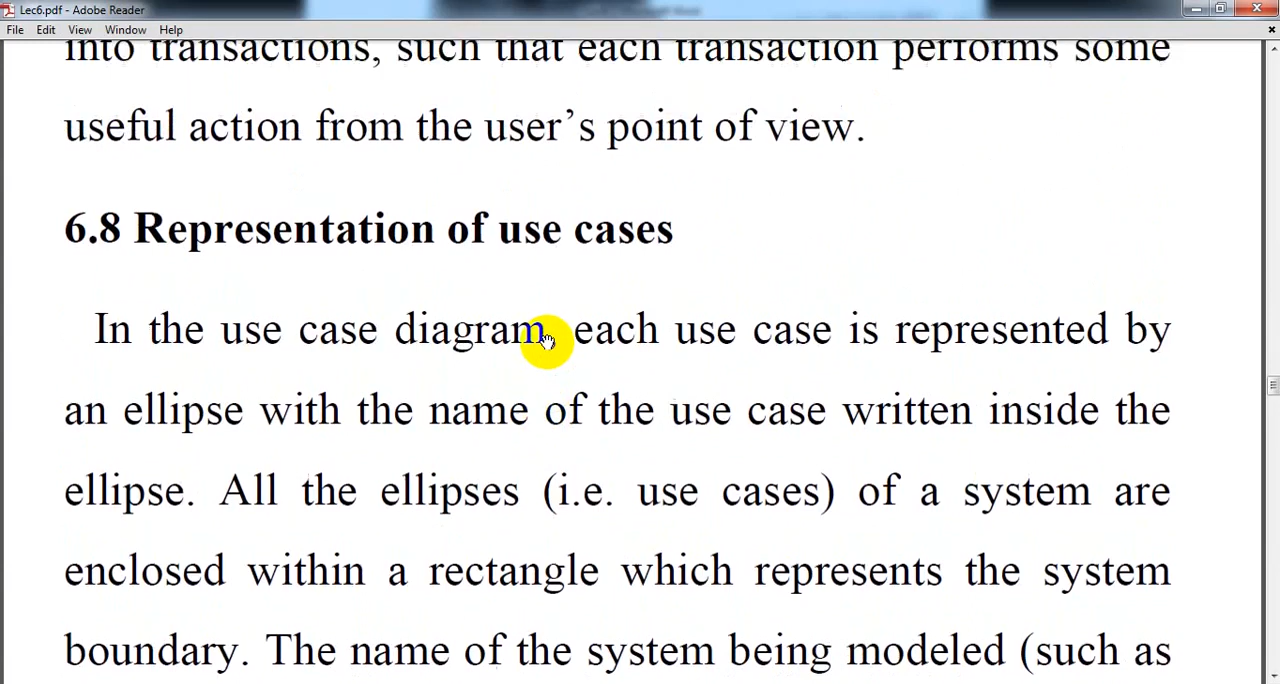 Lec6.pdf - Adobe Reader
File Edit View Window Help
into transactions, such that each transaction performs some
useful action from the user's point of view.
6.8 Representation of use cases
In the use case diagram, each use case is represented by
an ellipse with the name of the use case written inside the
ellipse. All the ellipses (i.e. use cases) of a system are
enclosed within a rectangle which represents the system
boundary. The name of the system being modeled (such as